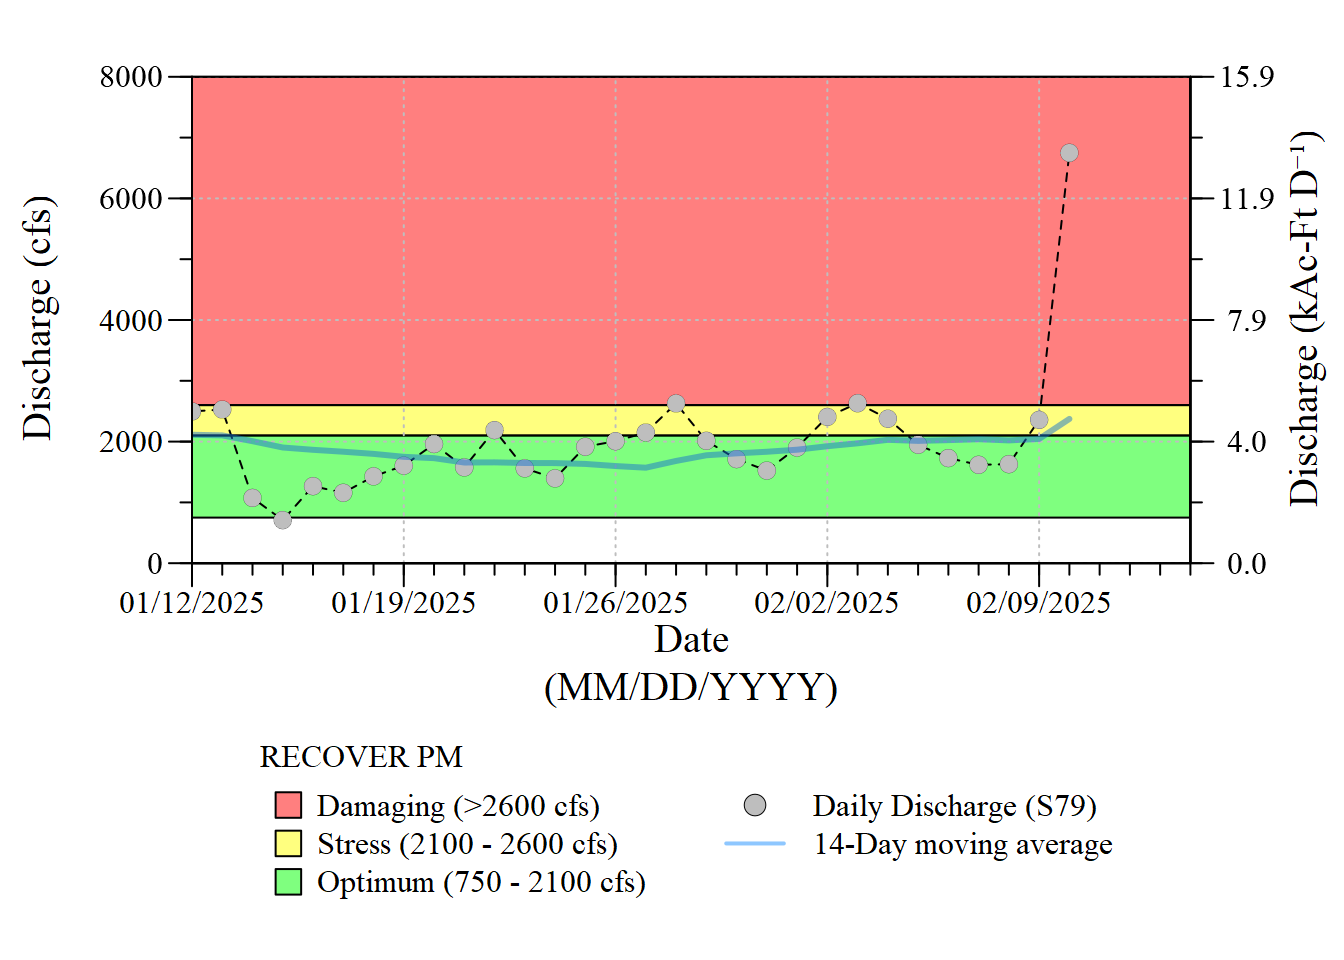 8000
6000
4000
2000
0
Discharge (cfs)
15.9
11.9
7.9
4.0
0.0
Discharge (kAc-Ft D⁻¹)
01/12/2025
01/19/2025
01/26/2025
02/02/2025
02/09/2025
Date
(MM/DD/YYYY)
RECOVER PM
Damaging (>2600 cfs)
Stress (2100 - 2600 cfs)
Optimum (750 - 2100 cfs)
Daily Discharge (S79)
14-Day moving average